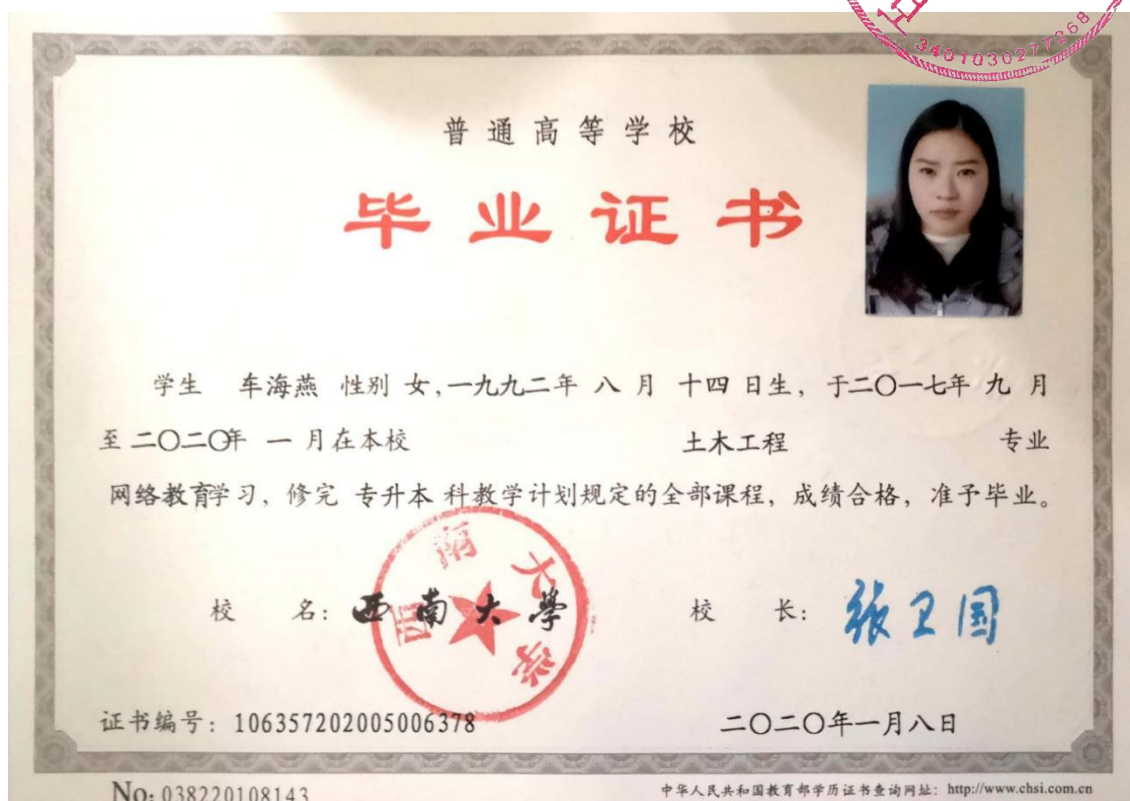 3401030277268
普通高等学校
毕业证书
学生 车海燕 性别 女,一九九二年 八 月 十四 日生, 于二〇一七年 九 月
至 二〇二〇年 一 月在本校 土木工程 专业
网络教育学习, 修完 专升本 科教学计划规定的全部课程, 成绩合格, 准予毕业。
校 名: 西南大學 校 长: 张卫国
西南大学
证书编号: 106357202005006378 二〇二〇年一月八日
No: 038220108143 中华人民共和国教育部学历证书查询网址: http://www.chsi.com.cn